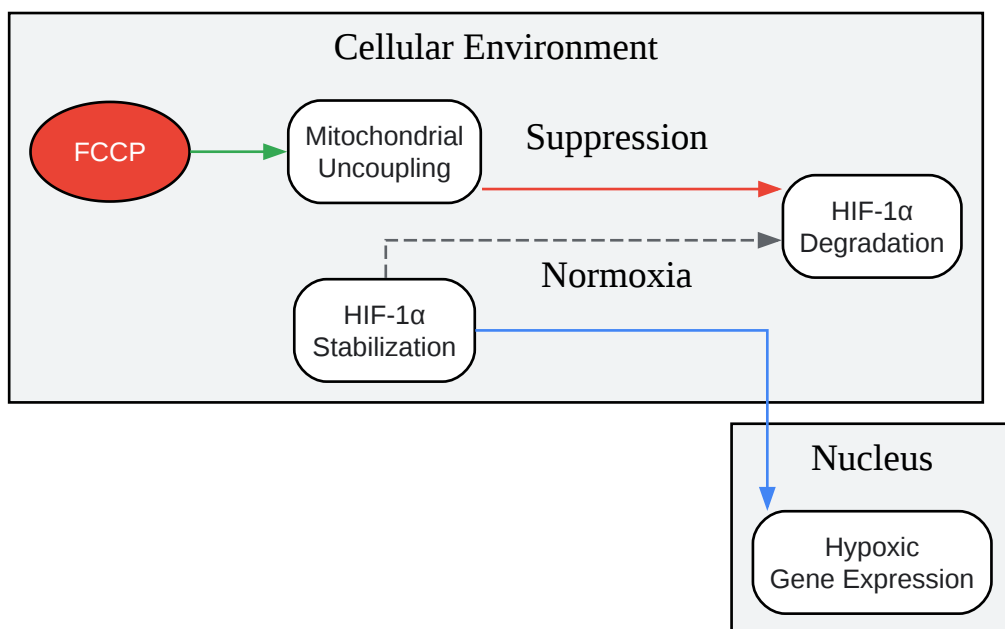 Cellular Environment
FCCP
Mitochondrial
Uncoupling
Suppression
HIF-1α
Degradation
Normoxia
HIF-1α
Stabilization
Nucleus
Hypoxic
Gene Expression